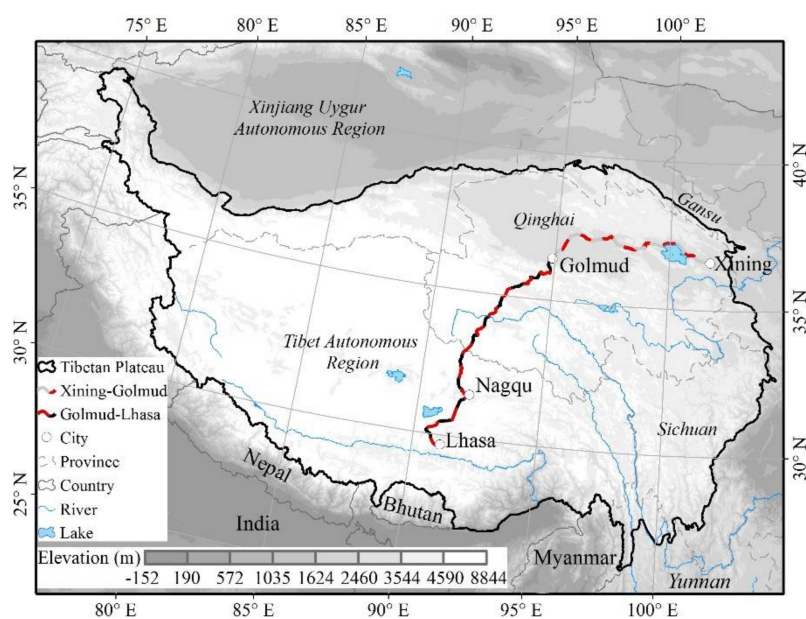 75° E
80° E
85° E
90° E
95° E
100° E
Xinjiang Uygur
Autonomous Region
40° N
35° N
Gansu
Qinghai
Golmud
Xining
35° N
30° N
Tibet Autonomous
Region
Tibetan Plateau
Xining-Golmud
Golmud-Lhasa
City
Province
Country
River
Lake
Nagqu
Lhasa
Sichuan
30° N
25° N
Nepal
Bhutan
India
Myanmar
Yunnan
Elevation (m)
-152 190 572 1035 1624 2460 3544 4590 8844
80° E
85° E
90° E
95° E
100° E